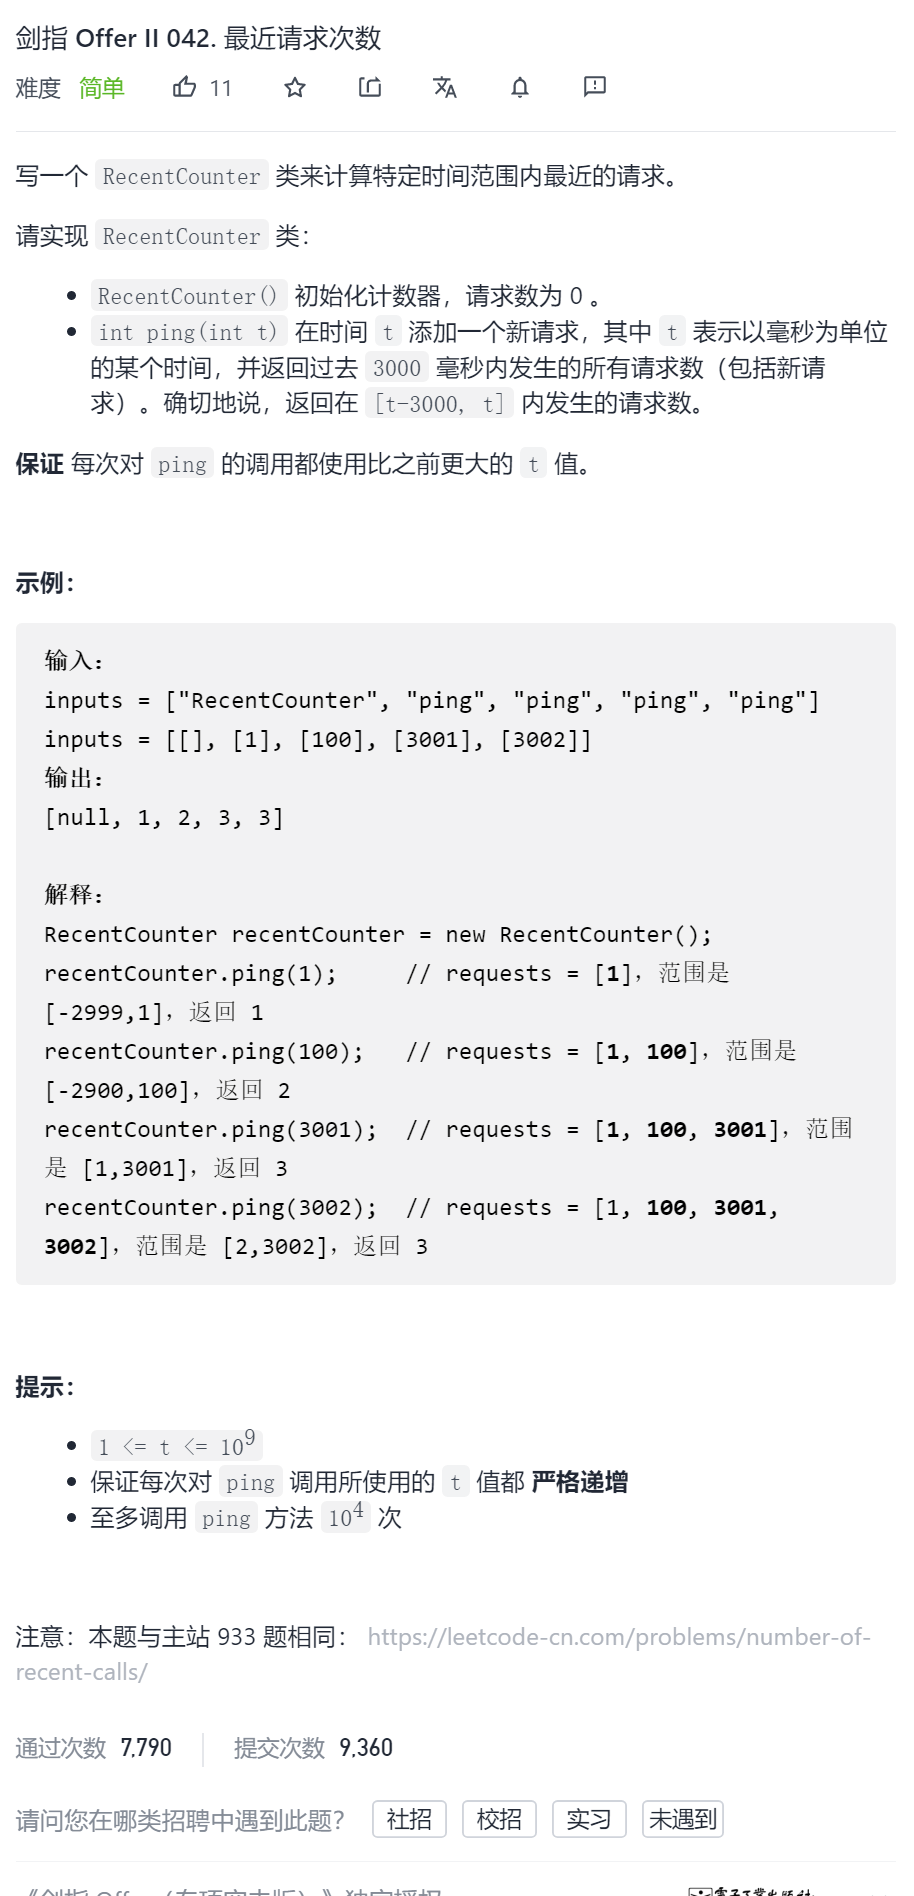 剑指 Offer II 042. 最近请求次数
难度 简单 11
写一个 RecentCounter 类来计算特定时间范围内最近的请求。
请实现 RecentCounter 类：
RecentCounter() 初始化计数器，请求数为 0 。
int ping(int t) 在时间 t 添加一个新请求，其中 t 表示以毫秒为单位
的某个时间，并返回过去 3000 毫秒内发生的所有请求数（包括新请
求）。确切地说，返回在 [t-3000, t] 内发生的请求数。
保证 每次对 ping 的调用都使用比之前更大的 t 值。
示例：
输入：
inputs = ["RecentCounter", "ping", "ping", "ping", "ping"]
inputs = [[], [1], [100], [3001], [3002]]
输出：
[null, 1, 2, 3, 3]
解释：
RecentCounter recentCounter = new RecentCounter();
recentCounter.ping(1);     // requests = [1]，范围是
[-2999,1]，返回 1
recentCounter.ping(100);   // requests = [1, 100]，范围是
[-2900,100]，返回 2
recentCounter.ping(3001);  // requests = [1, 100, 3001]，范围
是 [1,3001]，返回 3
recentCounter.ping(3002);  // requests = [1, 100, 3001,
3002]，范围是 [2,3002]，返回 3
提示：
1 <= t <= 10⁹
保证每次对 ping 调用所使用的 t 值都 严格递增
至多调用 ping 方法 10⁴ 次
注意：本题与主站 933 题相同： https://leetcode-cn.com/problems/number-of-
recent-calls/
通过次数 7,790 提交次数 9,360
请问您在哪类招聘中遇到此题？ 社招 校招 实习 未遇到